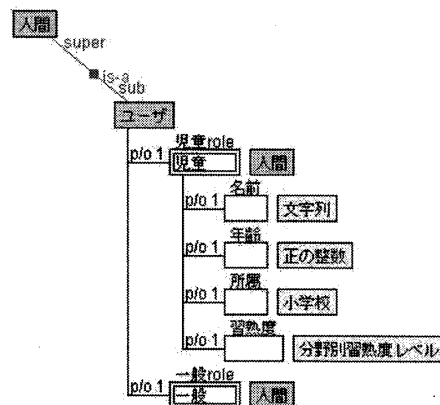 人間
super
is-a
sub
ユーザ
児童role
p/o 1 児童 人間
名前
p/o 1 文字列
年齢
p/o 1 正の整数
所属
p/o 1 小学校
習熟度
p/o 1 分野別習熟度レベル
一般role
p/o 1 一般 人間